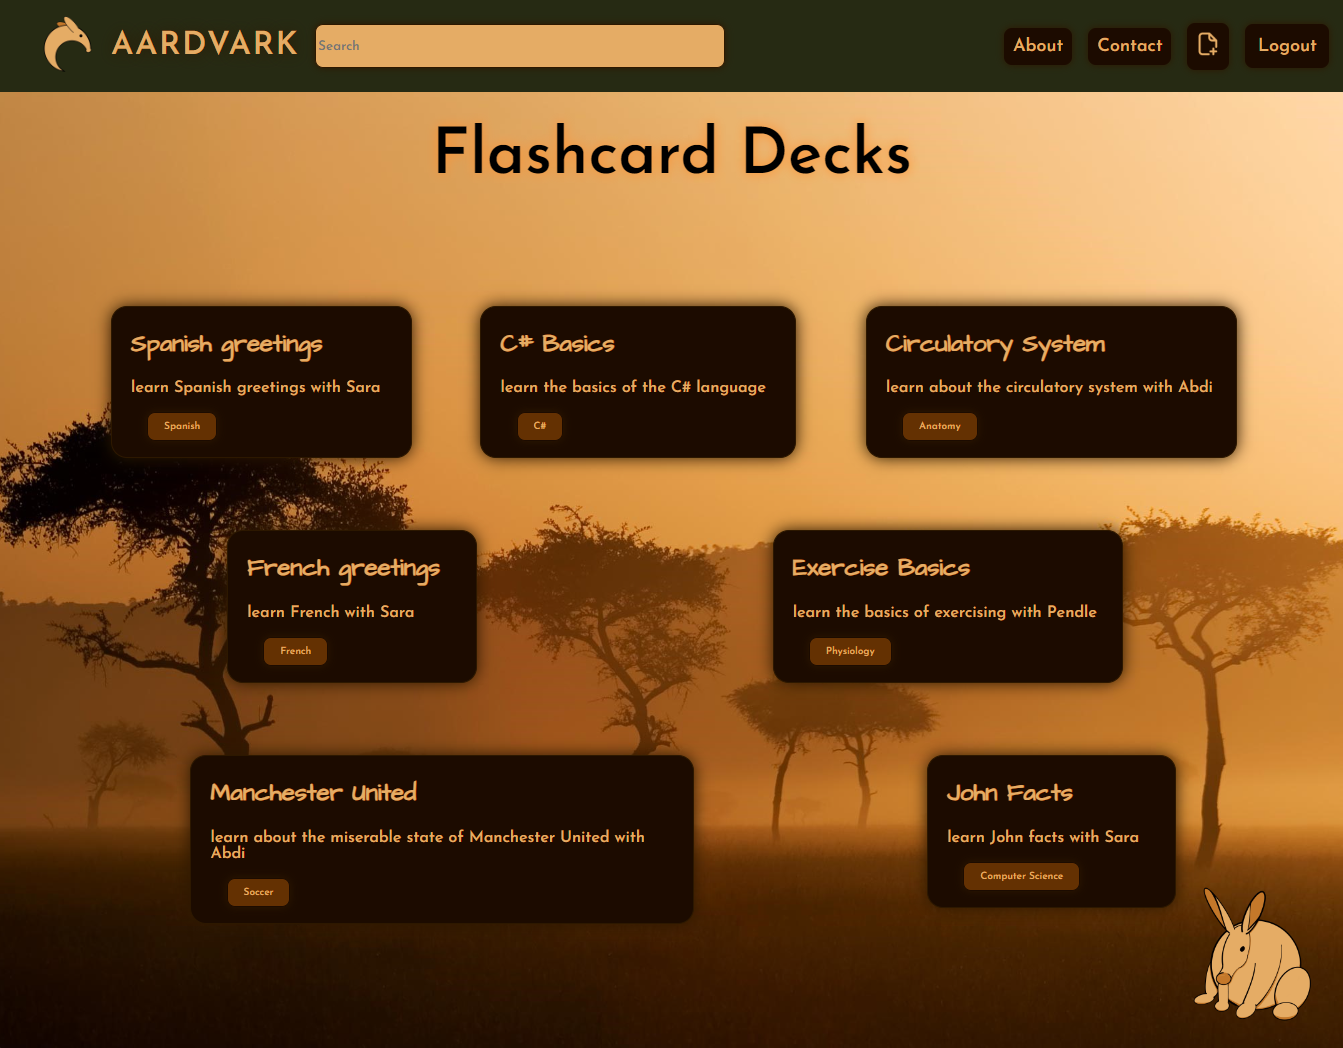 AARDVARK
Search
About
Contact
Logout
Flashcard Decks
Spanish greetings
learn Spanish greetings with Sara
Spanish
C# Basics
learn the basics of the C# language
C#
Circulatory System
learn about the circulatory system with Abdi
Anatomy
French greetings
learn French with Sara
French
Exercise Basics
learn the basics of exercising with Pendle
Physiology
Manchester United
learn about the miserable state of Manchester United with
Abdi
Soccer
John Facts
learn John facts with Sara
Computer Science